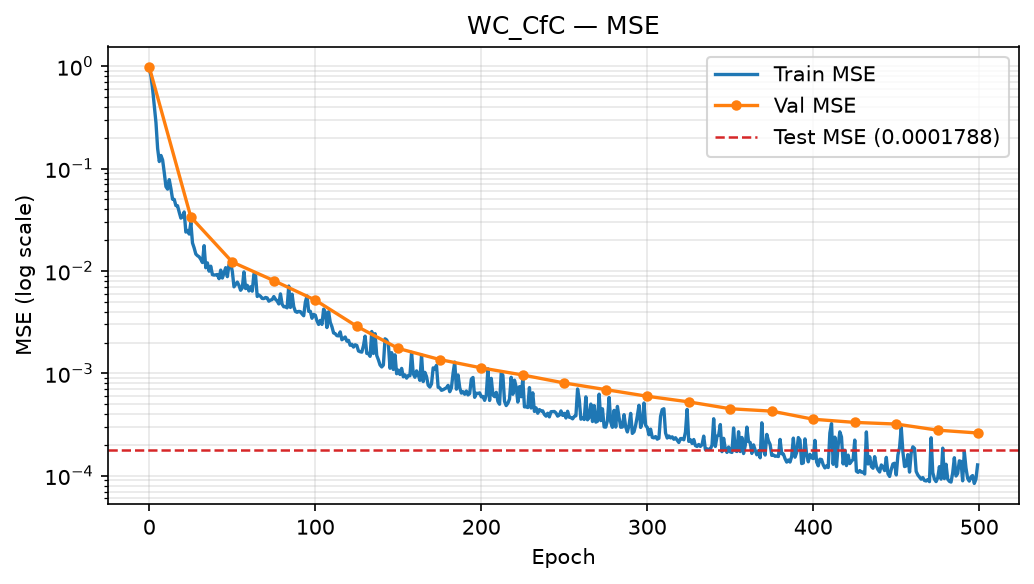 WC_CfC — MSE
Train MSE
Val MSE
Test MSE (0.0001788)
MSE (log scale)
10⁰
10⁻¹
10⁻²
10⁻³
10⁻⁴
0 100 200 300 400 500
Epoch